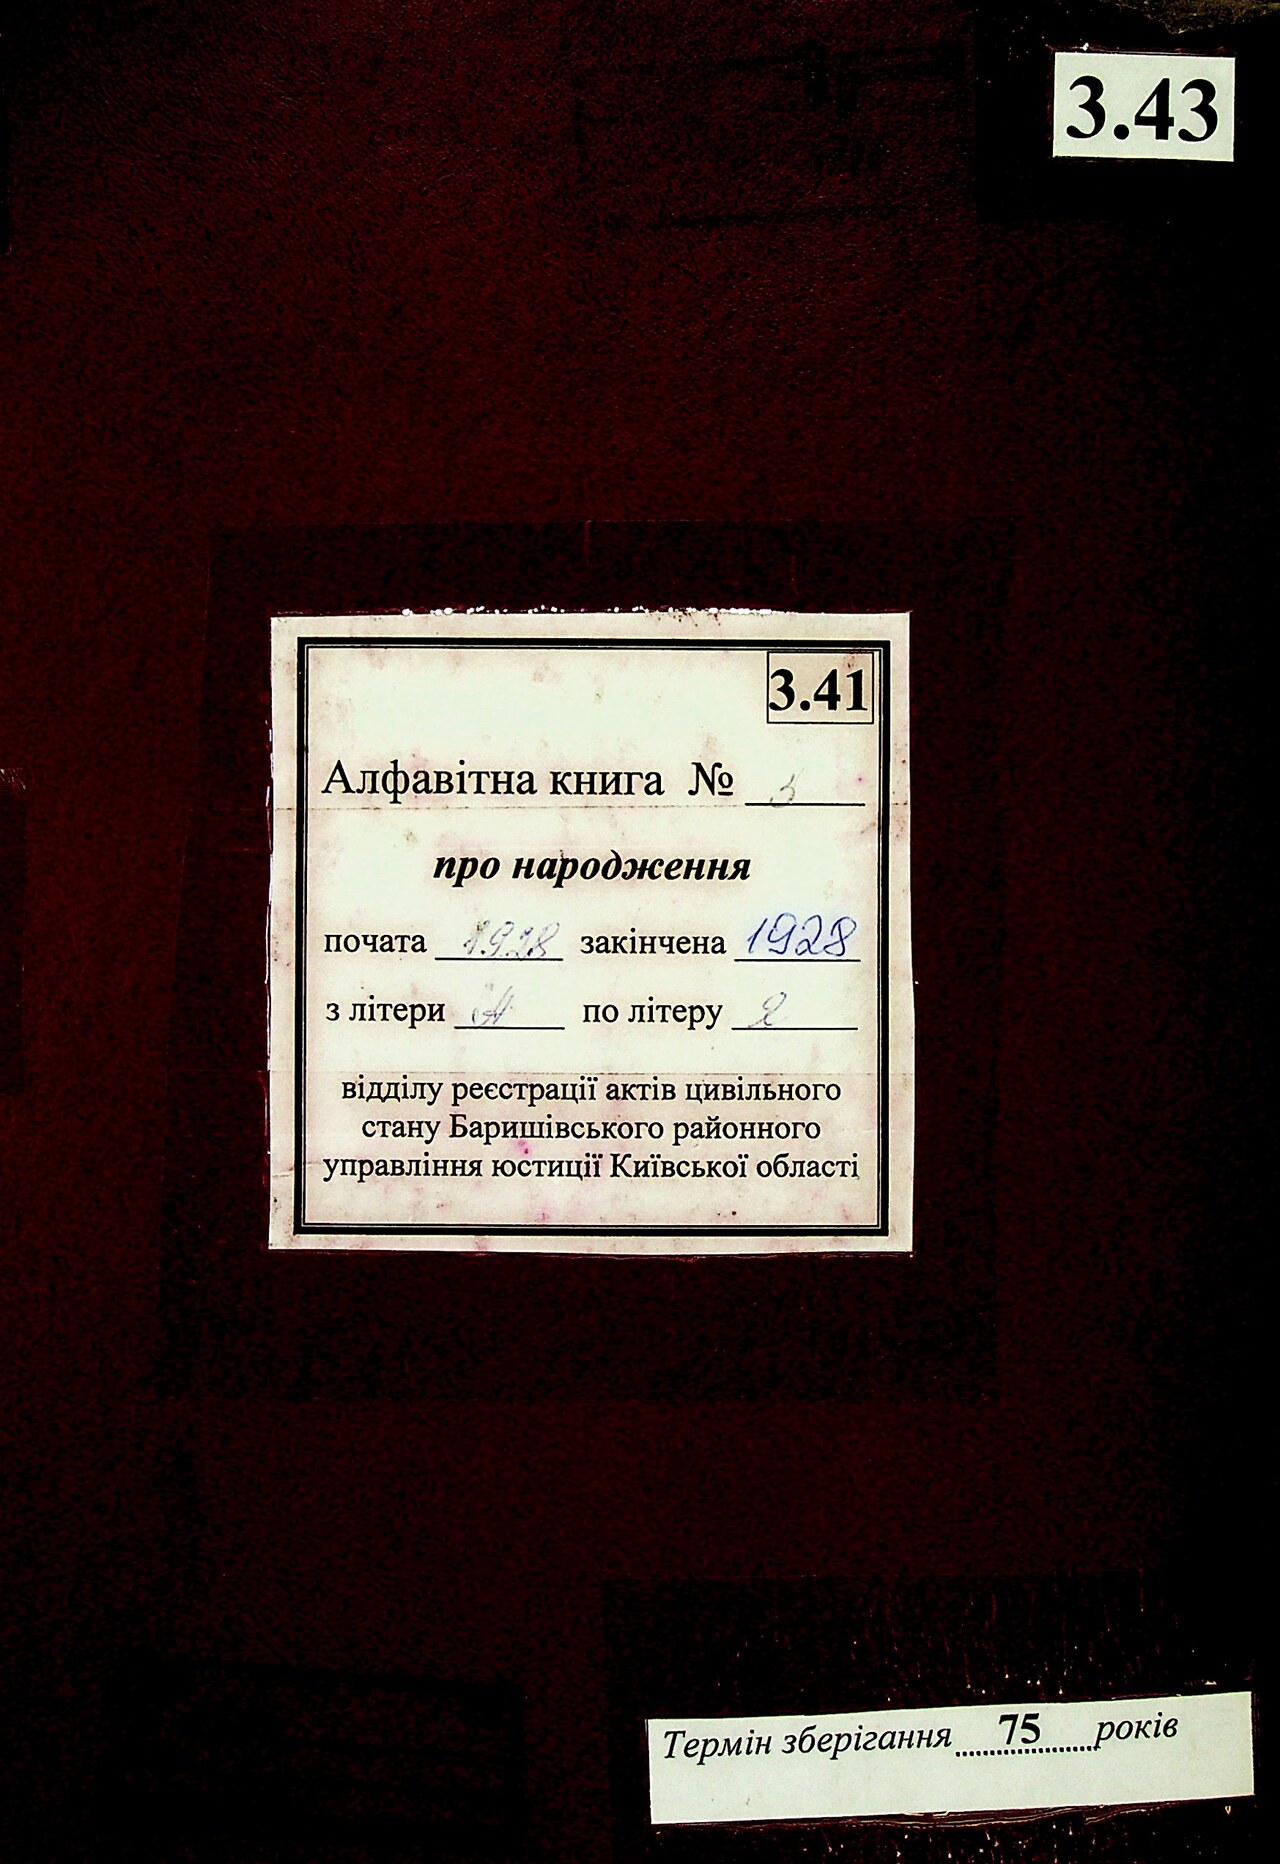 3.43
3.41
Алфавітна книга №
про народження
почата 1928 закінчена 1928
з літери А по літеру Я
відділу реєстрації актів цивільного
стану Баришівського районного
управління юстиції Київської області
Термін зберігання 75 років